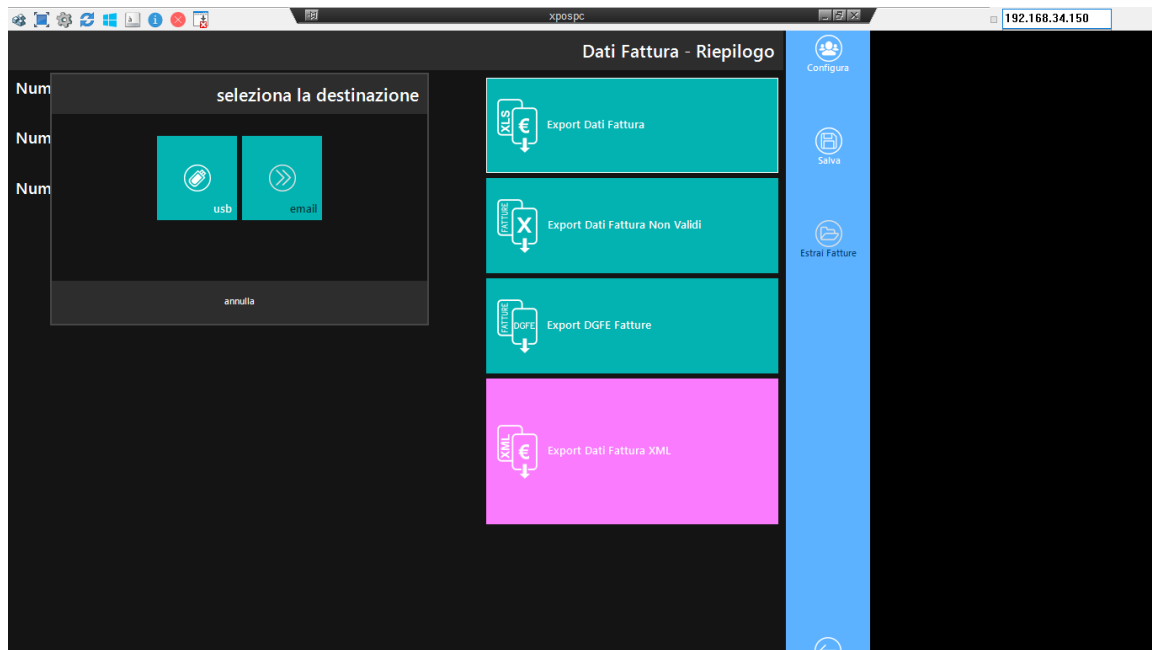 xpospc
192.168.34.150
Dati Fattura - Riepilogo
Num
Num
Num
seleziona la destinazione
usb
email
annulla
XLS
€
Export Dati Fattura
FATTURE
X
Export Dati Fattura Non Validi
FATTURE
DGFE
Export DGFE Fatture
XML
€
Export Dati Fattura XML
Configura
Salva
Estrai Fatture